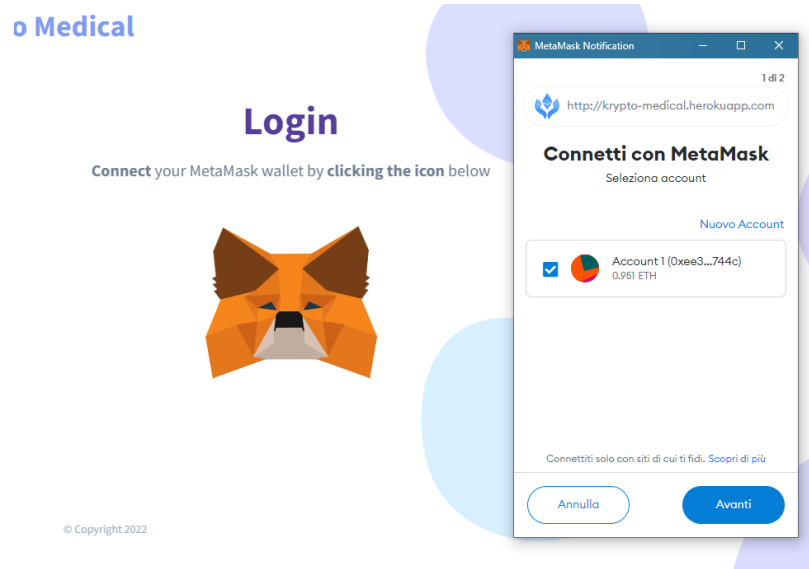 o Medical
Login
Connect your MetaMask wallet by clicking the icon below
© Copyright 2022
MetaMask Notification
1 di 2
http://krypto-medical.herokuapp.com
Connetti con MetaMask
Seleziona account
Nuovo Account
Account 1 (0xee3...744c)
0.951 ETH
Connettiti solo con siti di cui ti fidi. Scopri di più
Annulla
Avanti